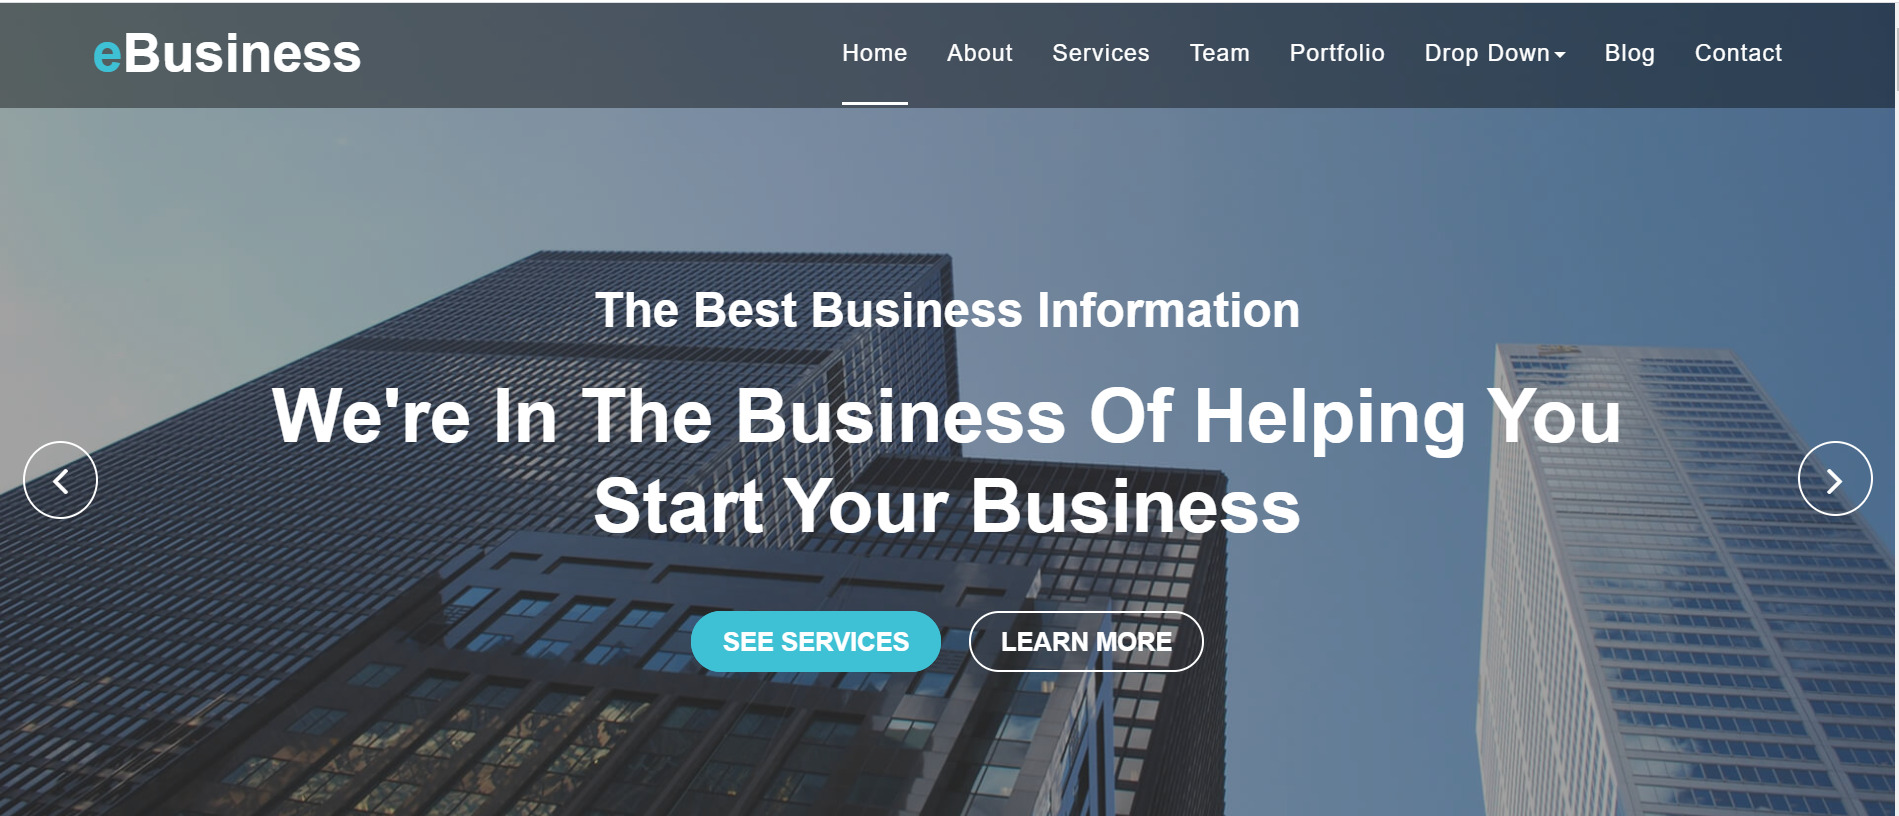 eBusiness
Home About Services Team Portfolio Drop Down Blog Contact
The Best Business Information
We're In The Business Of Helping You
Start Your Business
SEE SERVICES LEARN MORE